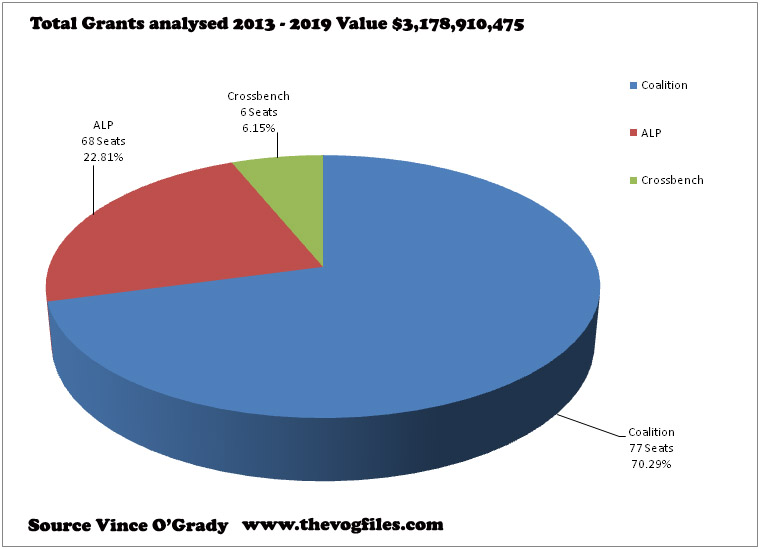 Total Grants analysed 2013 - 2019 Value $3,178,910,475
Crossbench
6 Seats
6.15%
ALP
68 Seats
22.81%
Coalition
ALP
Crossbench
Coalition
77 Seats
70.29%
Source Vince O'Grady www.thevogfiles.com